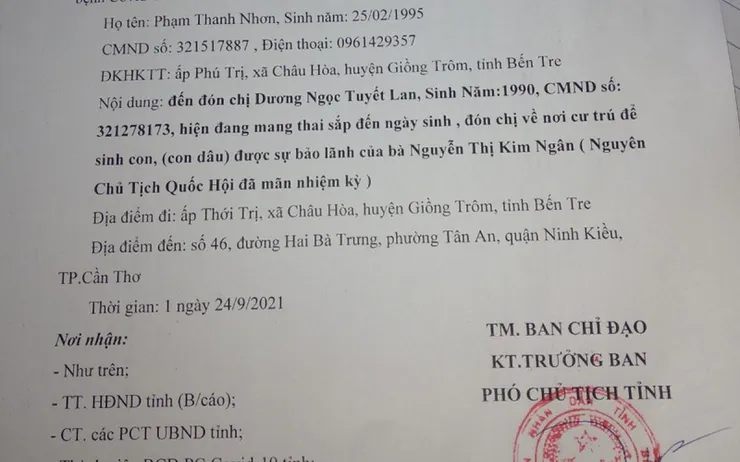 bệnh Covid
Họ tên: Phạm Thanh Nhơn, Sinh năm: 25/02/1995
CMND số: 321517887 , Điện thoại: 0961429357
ĐKHKTT: ấp Phú Trị, xã Châu Hòa, huyện Giồng Trôm, tỉnh Bến Tre
Nội dung: đến đón chị Dương Ngọc Tuyết Lan, Sinh Năm:1990, CMND số:
321278173, hiện đang mang thai sắp đến ngày sinh , đón chị về nơi cư trú để
sinh con, (con dâu) được sự bảo lãnh của bà Nguyễn Thị Kim Ngân ( Nguyên
Chủ Tịch Quốc Hội đã mãn nhiệm kỳ )
Địa điểm đi: ấp Thới Trị, xã Châu Hòa, huyện Giồng Trôm, tỉnh Bến Tre
Địa điểm đến: số 46, đường Hai Bà Trưng, phường Tân An, quận Ninh Kiều,
TP.Cần Thơ
Thời gian: 1 ngày 24/9/2021
TM. BAN CHỈ ĐẠO
KT.TRƯỞNG BAN
PHÓ CHỦ TỊCH TỈNH
Nơi nhận:
- Như trên;
- TT. HĐND tỉnh (B/cáo);
- CT. các PCT UBND tỉnh;
NHÂN DÂN TỈNH